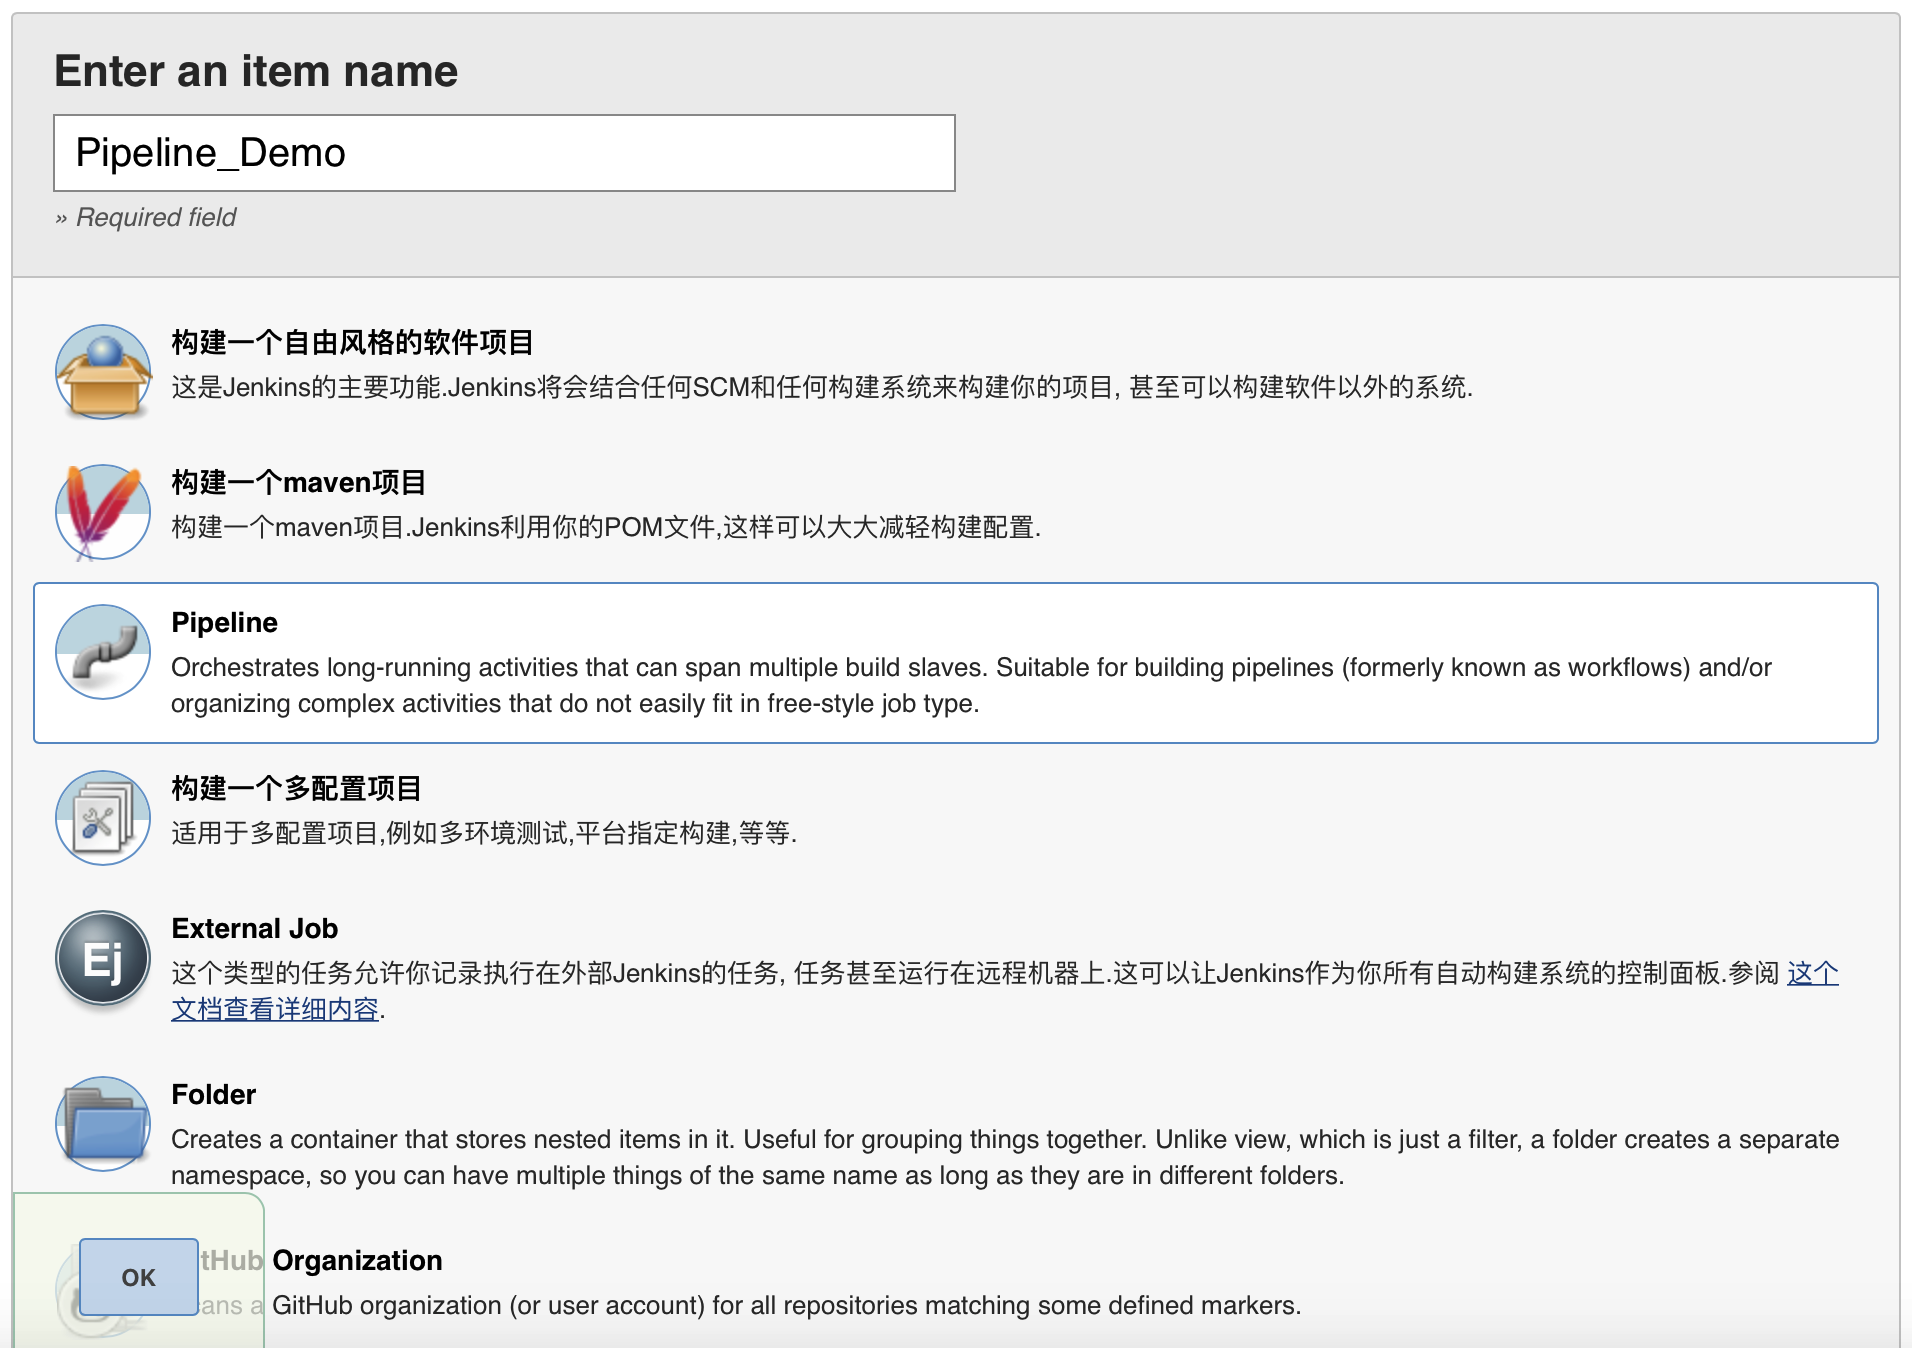 Enter an item name
Pipeline_Demo
» Required field
构建一个自由风格的软件项目
这是Jenkins的主要功能.Jenkins将会结合任何SCM和任何构建系统来构建你的项目, 甚至可以构建软件以外的系统.
构建一个maven项目
构建一个maven项目.Jenkins利用你的POM文件,这样可以大大减轻构建配置.
Pipeline
Orchestrates long-running activities that can span multiple build slaves. Suitable for building pipelines (formerly known as workflows) and/or
organizing complex activities that do not easily fit in free-style job type.
构建一个多配置项目
适用于多配置项目,例如多环境测试,平台指定构建,等等.
Ej
External Job
这个类型的任务允许你记录执行在外部Jenkins的任务, 任务甚至运行在远程机器上.这可以让Jenkins作为你所有自动构建系统的控制面板.参阅 这个
文档查看详细内容.
Folder
Creates a container that stores nested items in it. Useful for grouping things together. Unlike view, which is just a filter, a folder creates a separate
namespace, so you can have multiple things of the same name as long as they are in different folders.
tHub Organization
OK
ans a GitHub organization (or user account) for all repositories matching some defined markers.